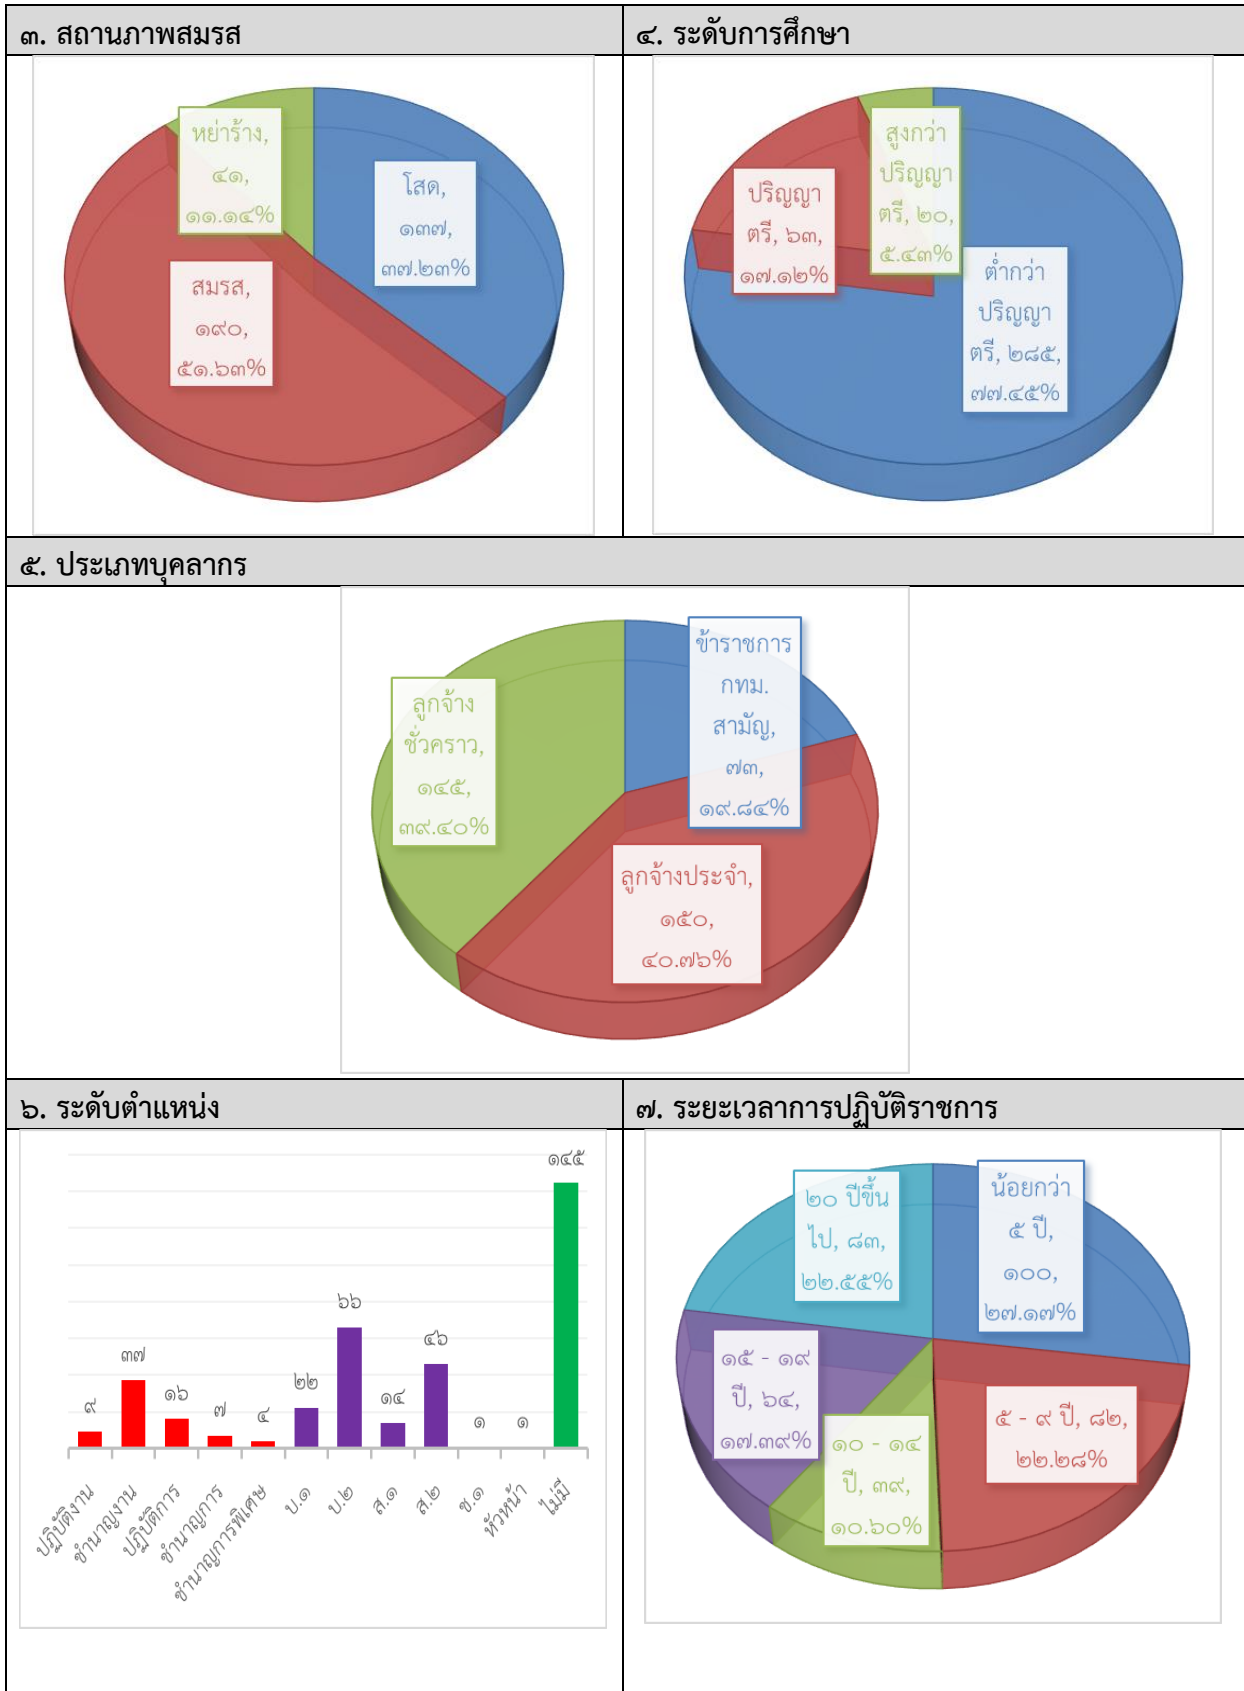 ๓. สถานภาพสมรส
๔. ระดับการศึกษา
หย่าร้าง,
๔๑,
๑๑.๑๔%
โสด,
๑๓๗,
๓๗.๒๓%
สมรส,
๑๙๐,
๕๑.๖๓%
สูงกว่า
ปริญญา
ตรี, ๒๐,
๕.๔๓%
ปริญญา
ตรี, ๖๓,
๑๗.๑๒%
ต่ำกว่า
ปริญญา
ตรี, ๒๘๕,
๗๗.๔๕%
๕. ประเภทบุคลากร
ข้าราชการ
กทม.
สามัญ,
๗๓,
๑๙.๘๔%
ลูกจ้าง
ชั่วคราว,
๑๔๕,
๓๙.๔๐%
ลูกจ้างประจำ,
๑๕๐,
๔๐.๗๖%
๖. ระดับตำแหน่ง
๗. ระยะเวลาการปฏิบัติราชการ
๙
๓๗
๑๖
๗
๔
๒๒
๖๖
๑๔
๔๖
๑
๑
๑๔๕
ปฏิบัติงาน
ชำนาญงาน
ปฏิบัติการ
ชำนาญการ
ชำนาญการพิเศษ
บ.๑
บ.๒
ส.๑
ส.๒
ช.๑
หัวหน้า
ไม่มี
๒๐ ปีขึ้น
ไป, ๘๓,
๒๒.๕๕%
น้อยกว่า
๕ ปี,
๑๐๐,
๒๗.๑๗%
๑๕ - ๑๙
ปี, ๖๔,
๑๗.๓๙%
๑๐ - ๑๔
ปี, ๓๙,
๑๐.๖๐%
๕ - ๙ ปี, ๘๒,
๒๒.๒๘%